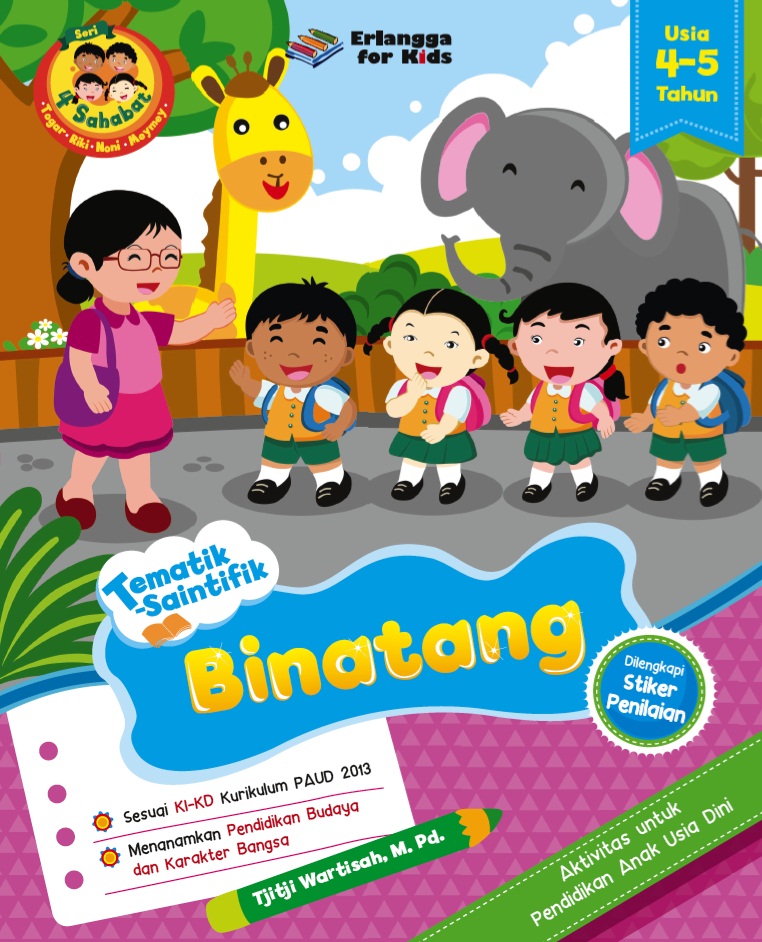 Seri
4 Sahabat
Togar • Riki • Noni • Meymey
Erlangga
for Kids
Usia
4-5
Tahun
Tematik
-Saintifik
Binatang
Dilengkapi
Stiker
Penilaian
Sesuai KI-KD Kurikulum PAUD 2013
Menanamkan Pendidikan Budaya
dan Karakter Bangsa
Tjitji Wartisah, M. Pd.
Aktivitas untuk
Pendidikan Anak Usia Dini